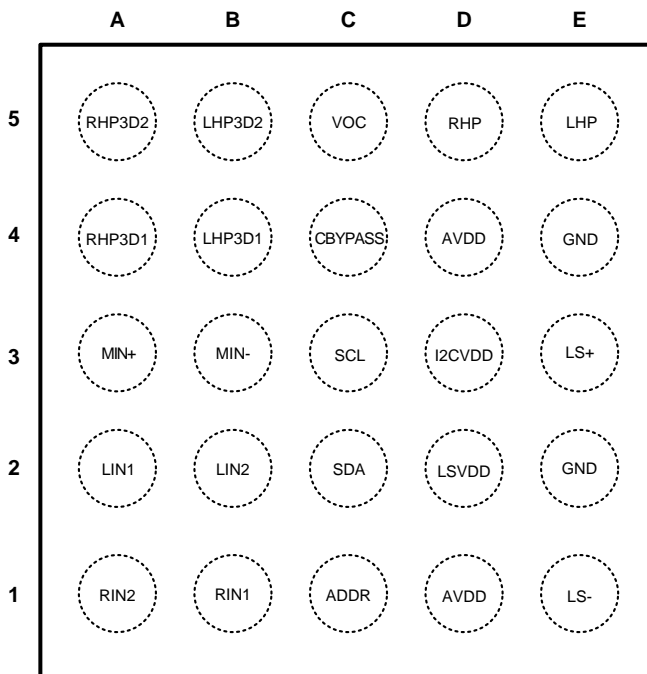 A B C D E
5 RHP3D2 LHP3D2 VOC RHP LHP
4 RHP3D1 LHP3D1 CBYPASS AVDD GND
3 MIN+ MIN- SCL I2CVDD LS+
2 LIN1 LIN2 SDA LSVDD GND
1 RIN2 RIN1 ADDR AVDD LS-